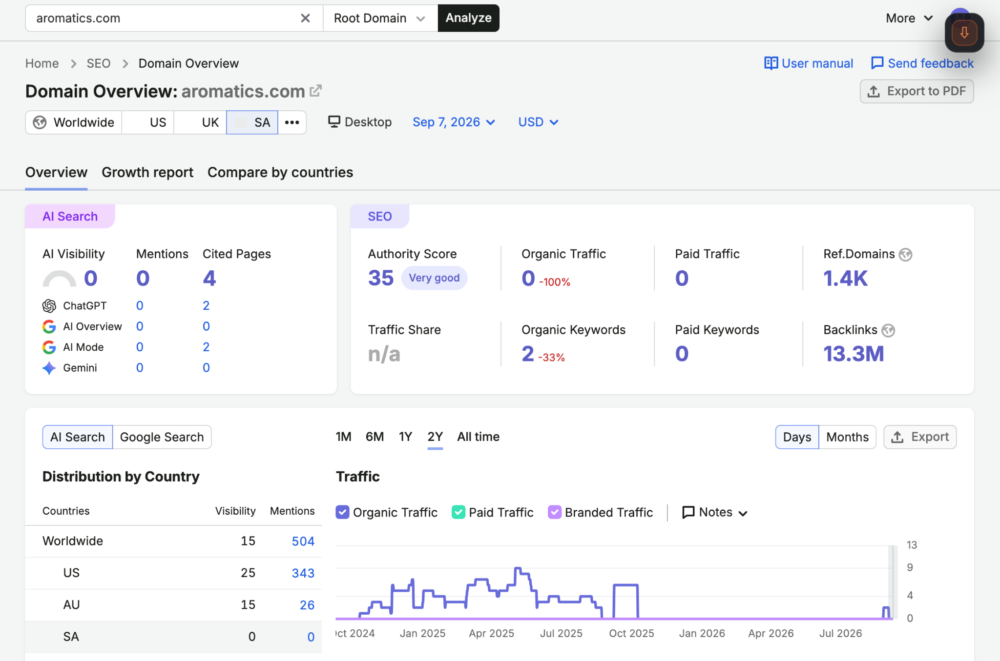 aromatics.com
Root Domain
Analyze
More
Home
SEO
Domain Overview
User manual
Send feedback
Domain Overview: aromatics.com
Export to PDF
Worldwide
US
UK
SA
Desktop
Sep 7, 2026
USD
Overview
Growth report
Compare by countries
AI Search
AI Visibility
Mentions
Cited Pages
0
0
4
ChatGPT
0
2
AI Overview
0
0
AI Mode
0
2
Gemini
0
0
SEO
Authority Score
Organic Traffic
Paid Traffic
Ref.Domains
35
Very good
0
-100%
0
1.4K
Traffic Share
Organic Keywords
Paid Keywords
Backlinks
n/a
2
-33%
0
13.3M
AI Search
Google Search
1M
6M
1Y
2Y
All time
Days
Months
Export
Distribution by Country
Countries
Visibility
Mentions
Worldwide
15
504
US
25
343
AU
15
26
SA
0
0
Traffic
Organic Traffic
Paid Traffic
Branded Traffic
Notes
13
9
4
0
ct 2024
Jan 2025
Apr 2025
Jul 2025
Oct 2025
Jan 2026
Apr 2026
Jul 2026